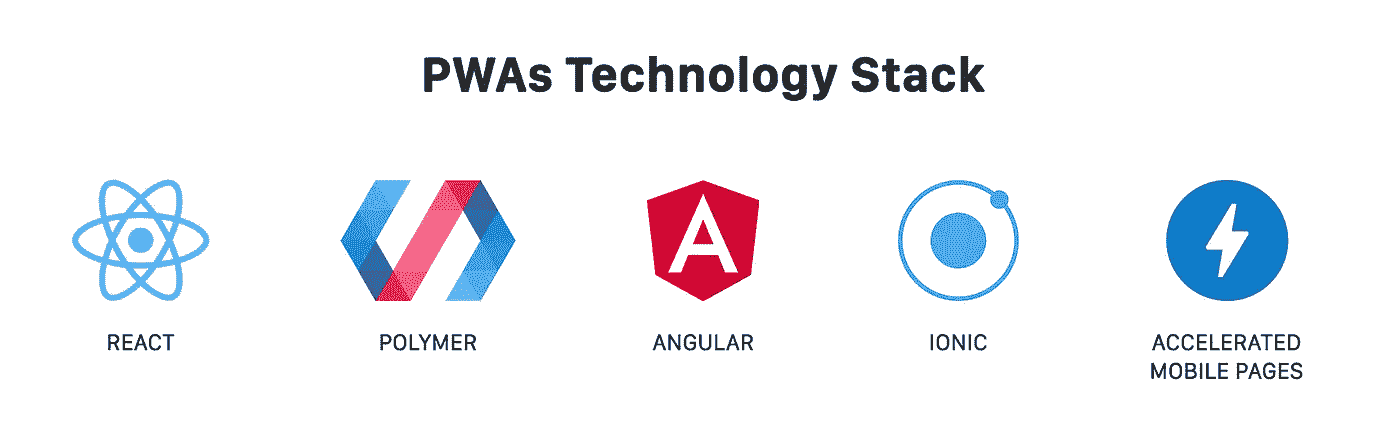 PWAs Technology Stack
REACT
POLYMER
ANGULAR
IONIC
ACCELERATED
MOBILE PAGES